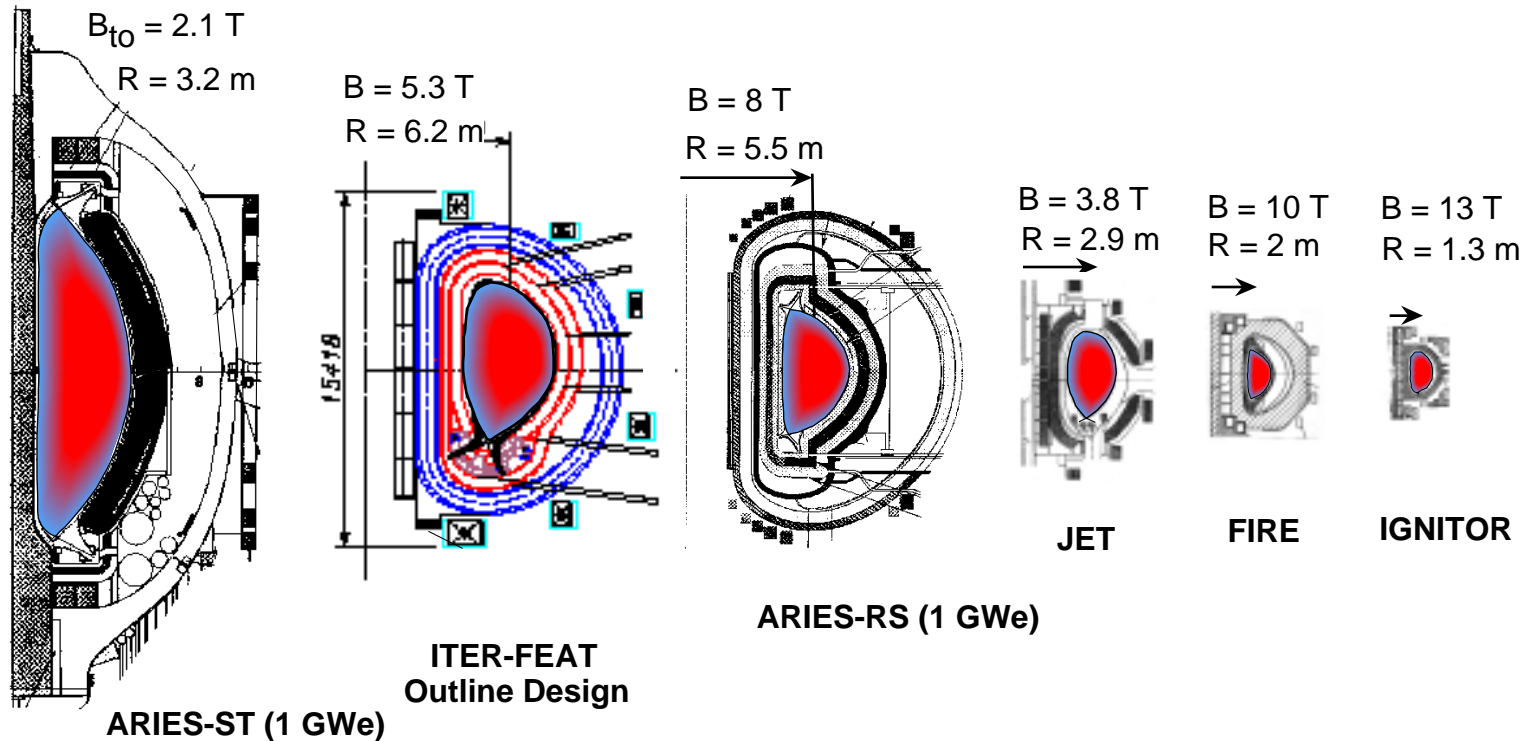 B_to = 2.1 T
R = 3.2 m
B = 5.3 T
R = 6.2 m
B = 8 T
R = 5.5 m
B = 3.8 T
R = 2.9 m
B = 10 T
R = 2 m
B = 13 T
R = 1.3 m
15418
8
JET
FIRE
IGNITOR
ARIES-RS (1 GWe)
ITER-FEAT
Outline Design
ARIES-ST (1 GWe)